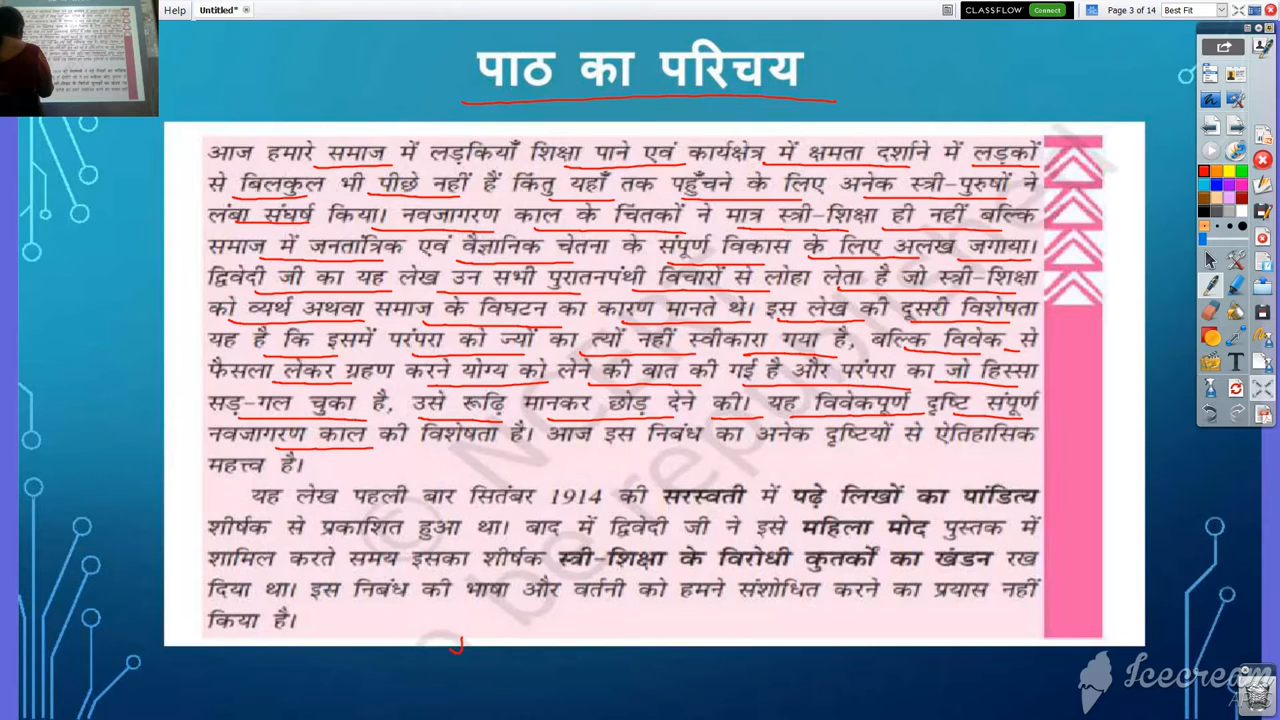 Help
Untitled*
CLASSFLOW Connect
Page 3 of 14
Best Fit
पाठ का परिचय
आज हमारे समाज में लड़कियाँ शिक्षा पाने एवं कार्यक्षेत्र में क्षमता दर्शाने में लड़कों
से बिलकुल भी पीछे नहीं हैं किंतु यहाँ तक पहुँचने के लिए अनेक स्त्री-पुरुषों ने
लंबा संघर्ष किया। नवजागरण काल के चिंतकों ने मात्र स्त्री-शिक्षा ही नहीं बल्कि
समाज में जनतांत्रिक एवं वैज्ञानिक चेतना के संपूर्ण विकास के लिए अलख जगाया।
द्विवेदी जी का यह लेख उन सभी पुरातनपंथी विचारों से लोहा लेता है जो स्त्री-शिक्षा
को व्यर्थ अथवा समाज के विघटन का कारण मानते थे। इस लेख की दूसरी विशेषता
यह है कि इसमें परंपरा को ज्यों का त्यों नहीं स्वीकारा गया है, बल्कि विवेक से
फैसला लेकर ग्रहण करने योग्य को लेने की बात की गई है और परंपरा का जो हिस्सा
सड़-गल चुका है, उसे रूढ़ि मानकर छोड़ देने की। यह विवेकपूर्ण दृष्टि संपूर्ण
नवजागरण काल की विशेषता है। आज इस निबंध का अनेक दृष्टियों से ऐतिहासिक
महत्त्व है।
यह लेख पहली बार सितंबर 1914 की सरस्वती में पढ़े लिखों का पांडित्य
शीर्षक से प्रकाशित हुआ था। बाद में द्विवेदी जी ने इसे महिला मोद पुस्तक में
शामिल करते समय इसका शीर्षक स्त्री-शिक्षा के विरोधी कुतर्कों का खंडन रख
दिया था। इस निबंध की भाषा और वर्तनी को हमने संशोधित करने का प्रयास नहीं
किया है।
Icecream
APPS